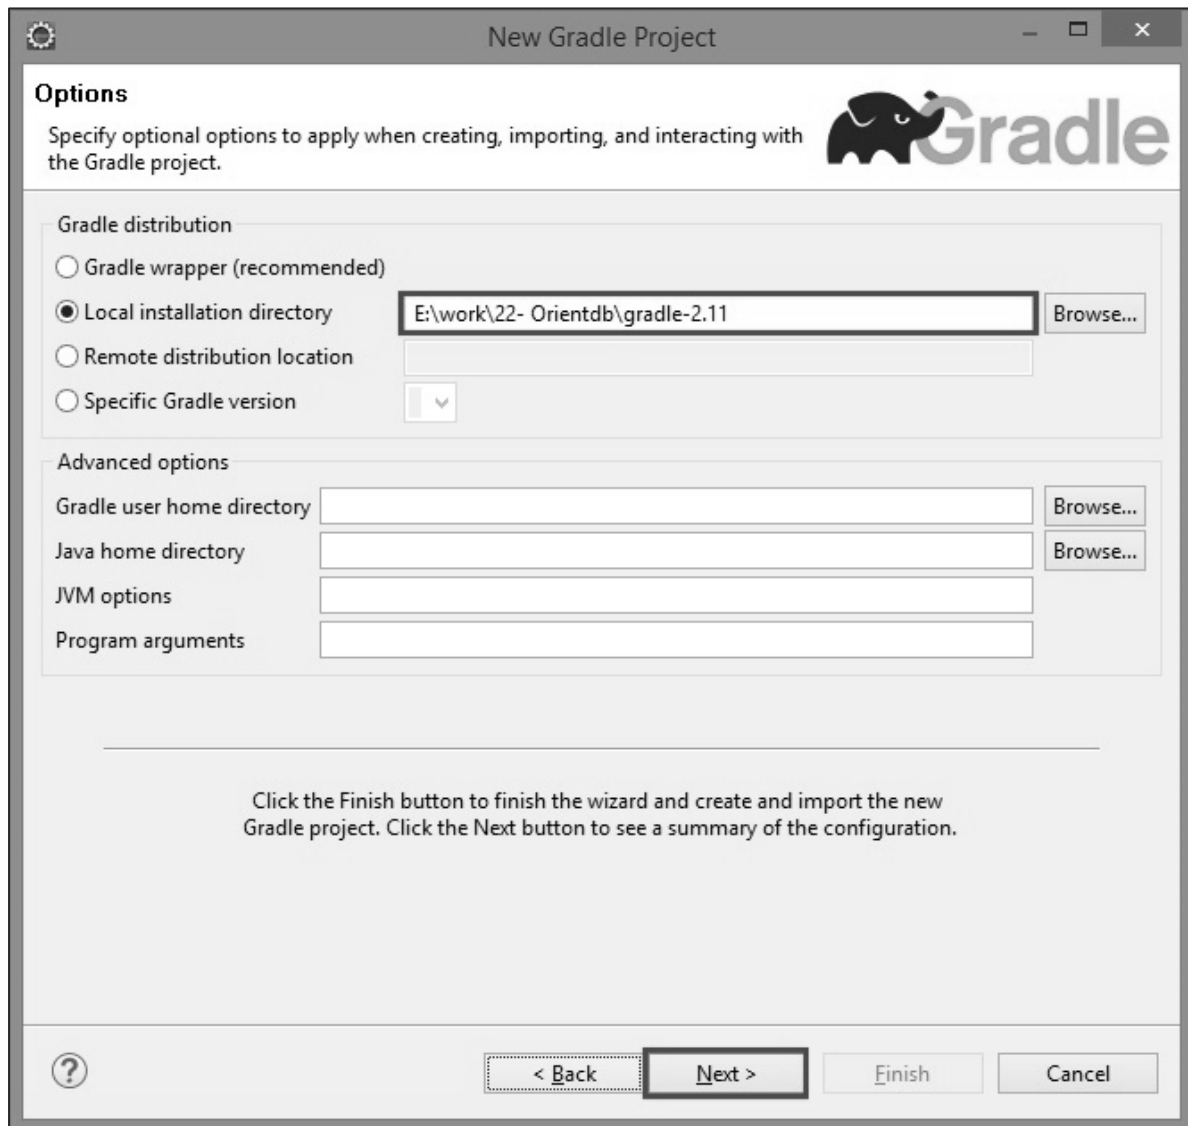 New Gradle Project
Options
Specify optional options to apply when creating, importing, and interacting with
the Gradle project.
Gradle
Gradle distribution
Gradle wrapper (recommended)
Local installation directory E:\work\22- Orientdb\gradle-2.11 Browse...
Remote distribution location
Specific Gradle version
Advanced options
Gradle user home directory Browse...
Java home directory Browse...
JVM options
Program arguments
Click the Finish button to finish the wizard and create and import the new
Gradle project. Click the Next button to see a summary of the configuration.
? < Back Next > Finish Cancel